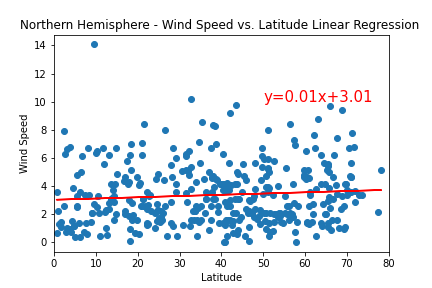 Northern Hemisphere - Wind Speed vs. Latitude Linear Regression
14
12
10
8
6
4
2
0
Wind Speed
y=0.01x+3.01
0 10 20 30 40 50 60 70 80
Latitude